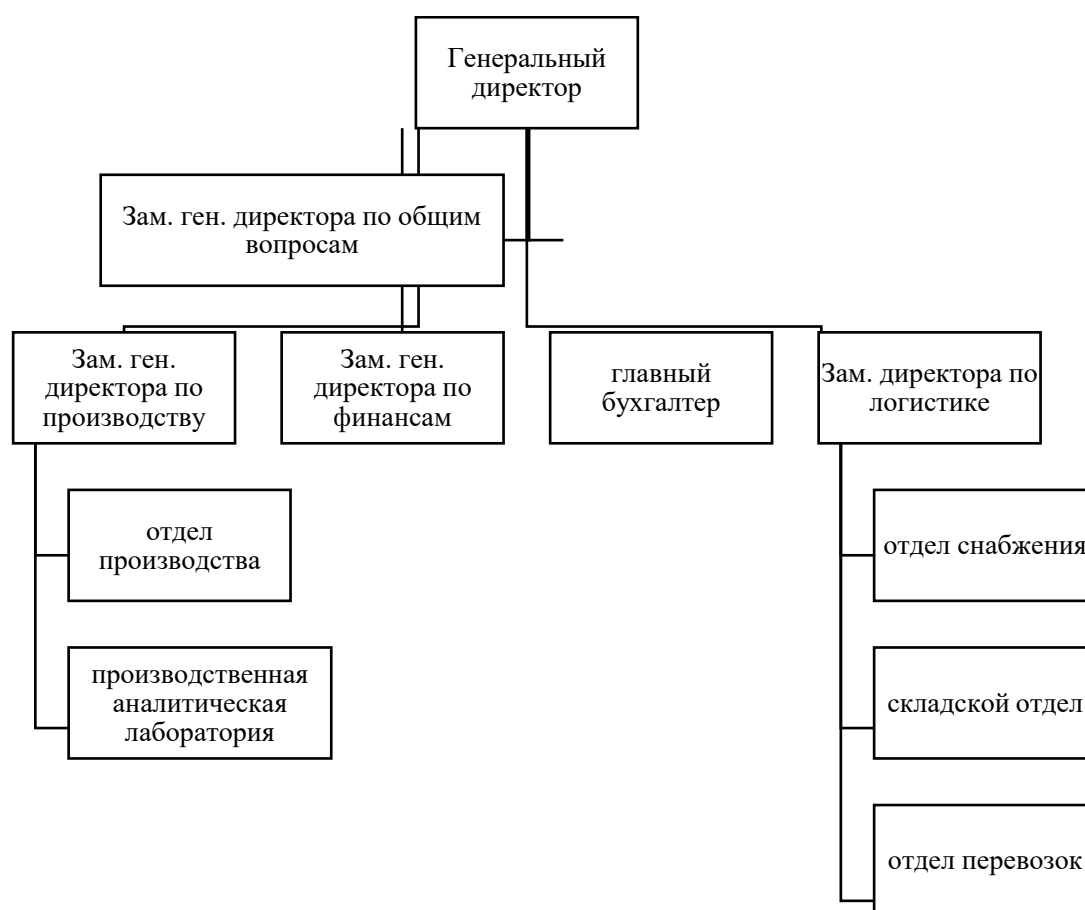 Генеральный
директор
Зам. ген. директора по общим
вопросам
Зам. ген.
директора по
производству
Зам. ген.
директора по
финансам
главный
бухгалтер
Зам. директора по
логистике
отдел
производства
отдел снабжения
производственная
аналитическая
лаборатория
складской отдел
отдел перевозок